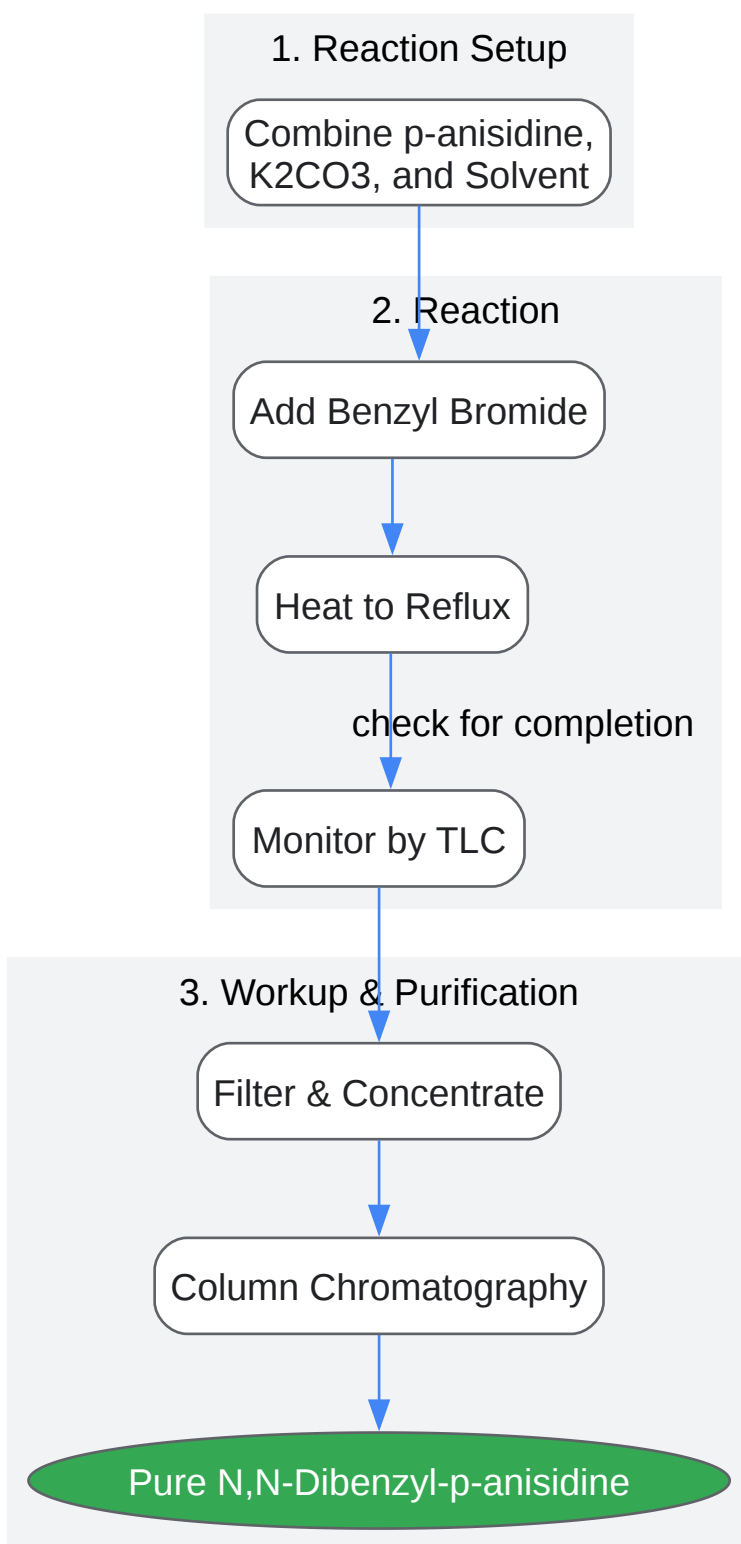 1. Reaction Setup
Combine p-anisidine,
K2CO3, and Solvent
2. Reaction
Add Benzyl Bromide
Heat to Reflux
check for completion
Monitor by TLC
3. Workup & Purification
Filter & Concentrate
Column Chromatography
Pure N,N-Dibenzyl-p-anisidine